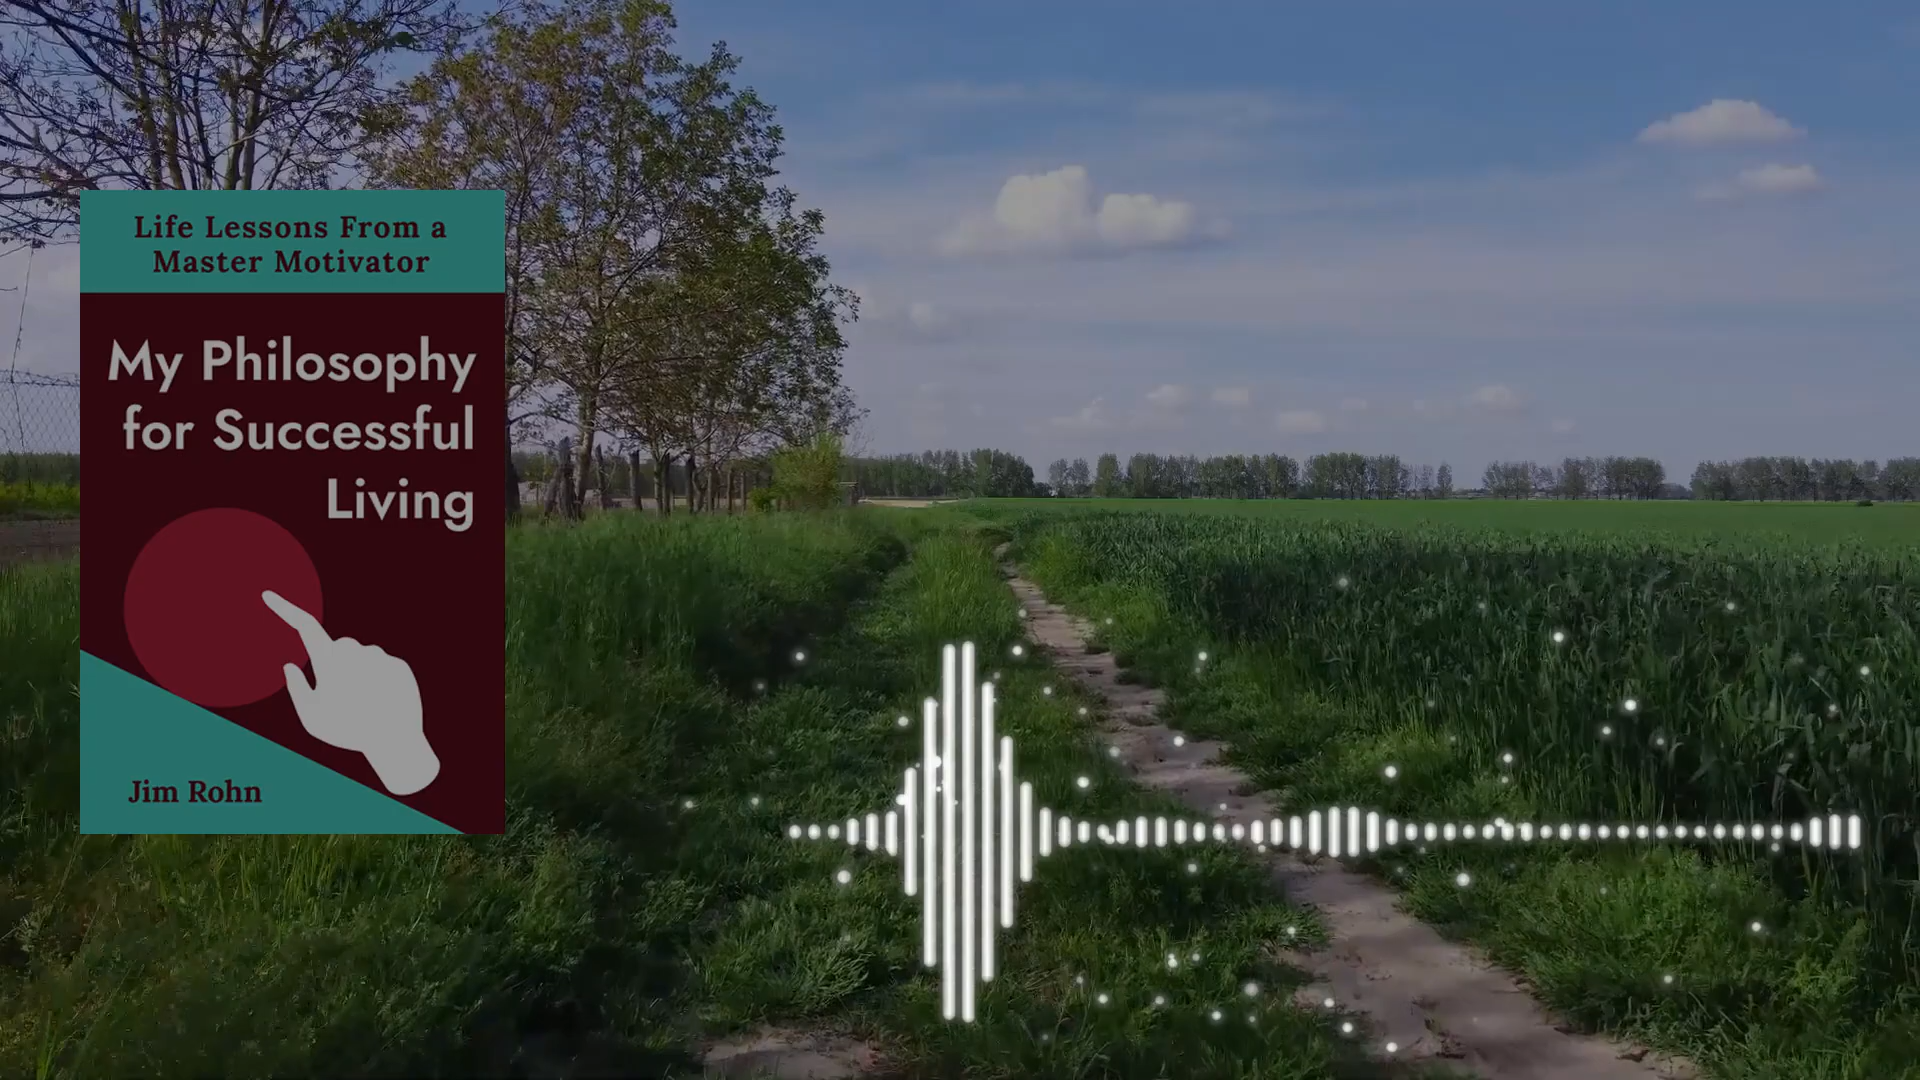 Life Lessons From a
Master Motivator
My Philosophy
for Successful
Living
Jim Rohn